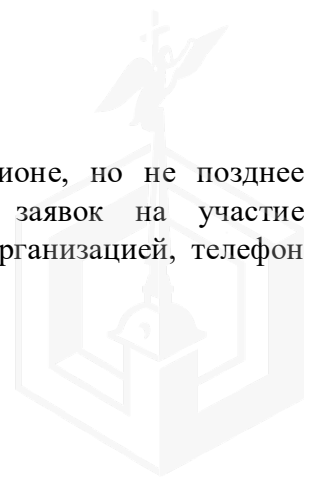 ионе, но не позднее
заявок на участие
рганизацией, телефон